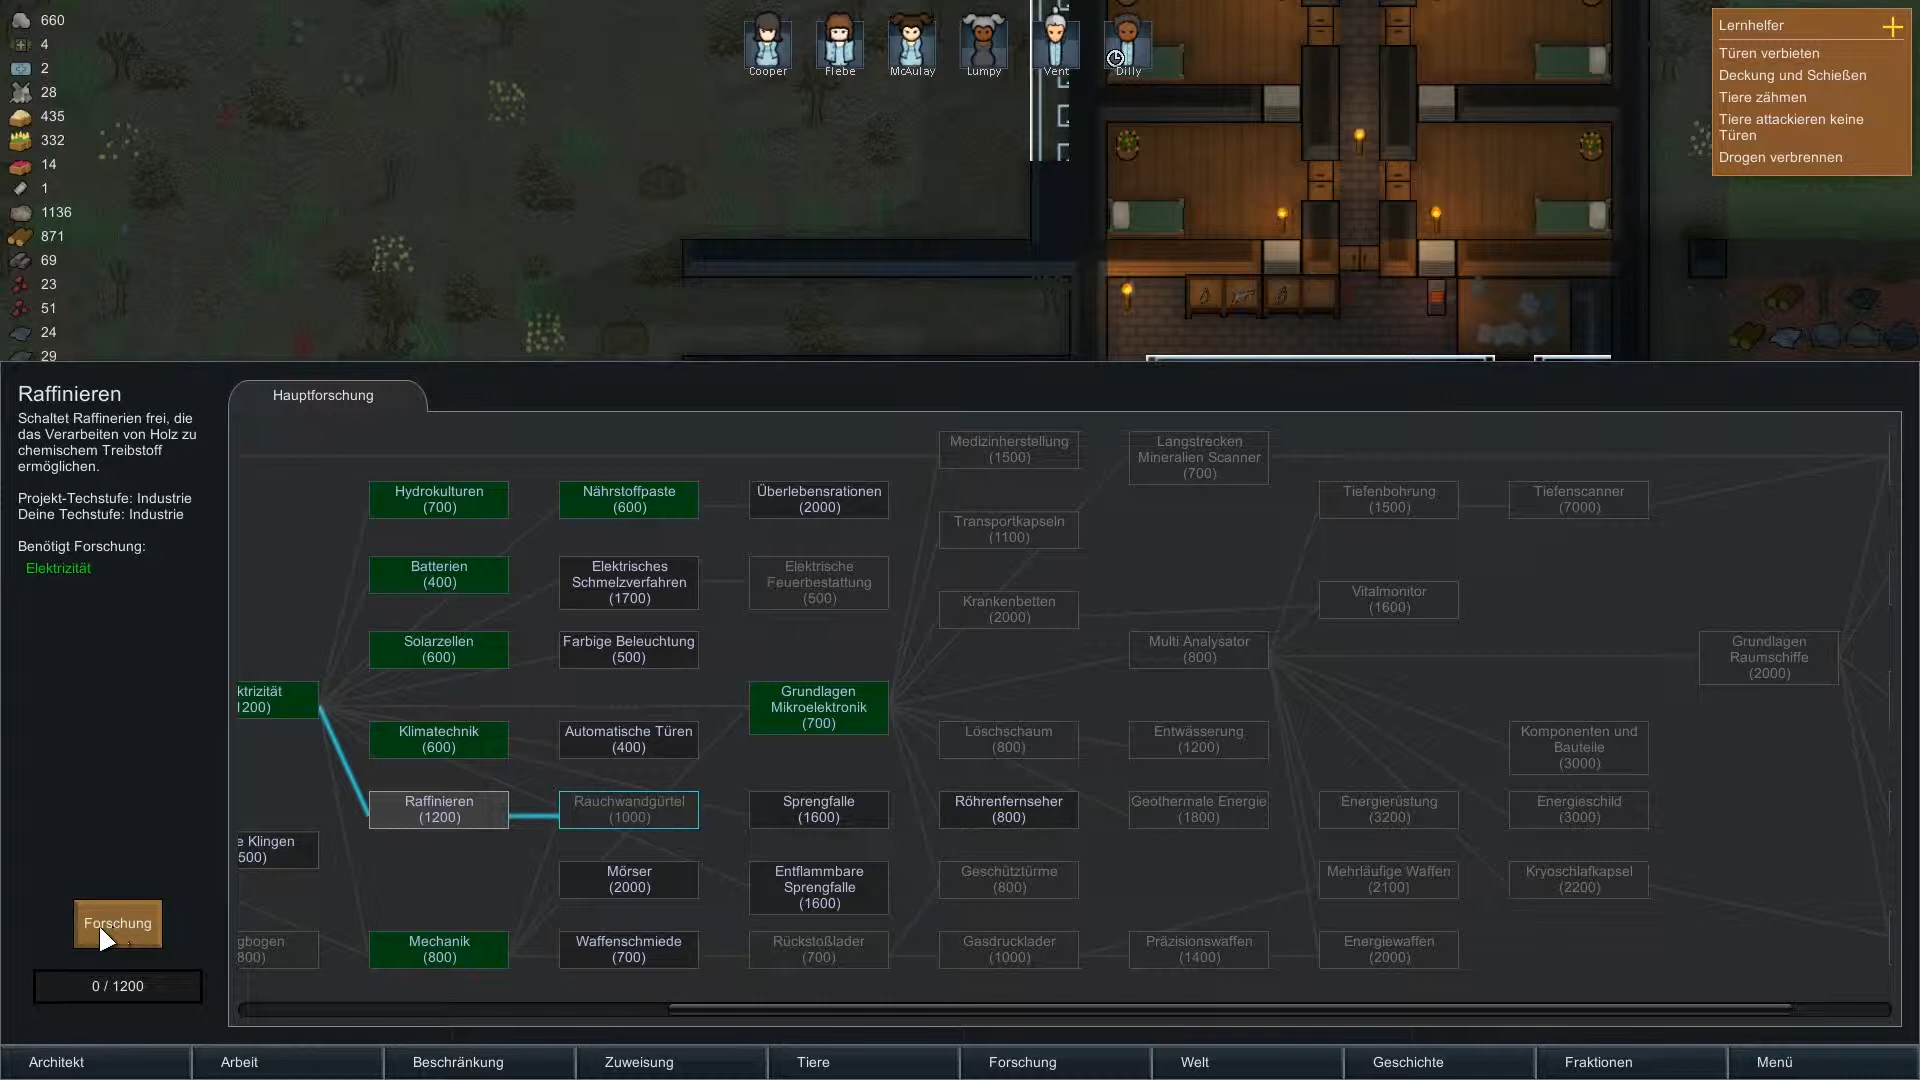 660
4
2
28
435
332
14
1
1136
871
69
23
51
24
29
Cooper
Flebe
McAulay
Lumpy
Vent
Dilly
Lernhelfer
Türen verbieten
Deckung und Schießen
Tiere zähmen
Tiere attackieren keine
Türen
Drogen verbrennen
Raffinieren
Schaltet Raffinerien frei, die
das Verarbeiten von Holz zu
chemischem Treibstoff
ermöglichen.
Projekt-Techstufe: Industrie
Deine Techstufe: Industrie
Benötigt Forschung:
Elektrizität
Forschung
0 / 1200
Hauptforschung
ktrizität
1200)
e Klingen
500)
gbogen
800)
Hydrokulturen
(700)
Batterien
(400)
Solarzellen
(600)
Klimatechnik
(600)
Raffinieren
(1200)
Mechanik
(800)
Nährstoffpaste
(600)
Elektrisches
Schmelzverfahren
(1700)
Farbige Beleuchtung
(500)
Automatische Türen
(400)
Rauchwandgürtel
(1000)
Mörser
(2000)
Waffenschmiede
(700)
Überlebensrationen
(2000)
Elektrische
Feuerbestattung
(500)
Grundlagen
Mikroelektronik
(700)
Sprengfalle
(1600)
Entflammbare
Sprengfalle
(1600)
Rückstoßlader
(700)
Medizinherstellung
(1500)
Transportkapseln
(1100)
Krankenbetten
(2000)
Löschschaum
(800)
Röhrenfernseher
(800)
Geschütztürme
(800)
Gasdrucklader
(1000)
Langstrecken
Mineralien Scanner
(700)
Multi Analysator
(800)
Entwässerung
(1200)
Geothermale Energie
(1800)
Präzisionswaffen
(1400)
Tiefenbohrung
(1500)
Vitalmonitor
(1600)
Energierüstung
(3200)
Mehrläufige Waffen
(2100)
Energiewaffen
(2000)
Tiefenscanner
(7000)
Komponenten und
Bauteile
(3000)
Energieschild
(3000)
Kryoschlafkapsel
(2200)
Grundlagen
Raumschiffe
(2000)
Architekt
Arbeit
Beschränkung
Zuweisung
Tiere
Forschung
Welt
Geschichte
Fraktionen
Menü